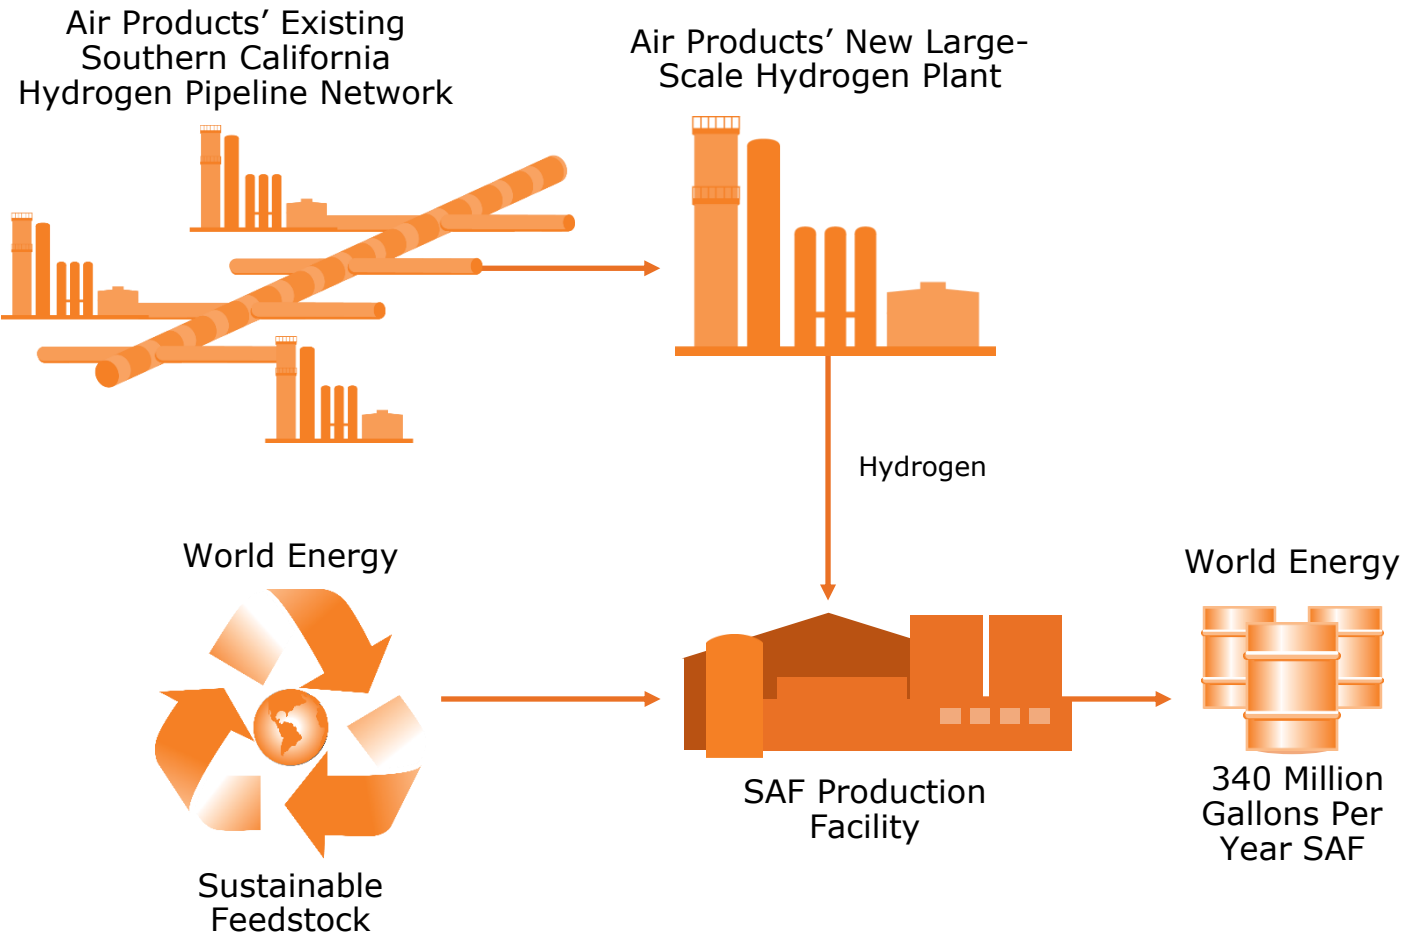 Air Products’ Existing
Southern California
Hydrogen Pipeline Network
Air Products’ New Large-
Scale Hydrogen Plant
Hydrogen
World Energy
World Energy
SAF Production
Facility
340 Million
Gallons Per
Year SAF
Sustainable
Feedstock